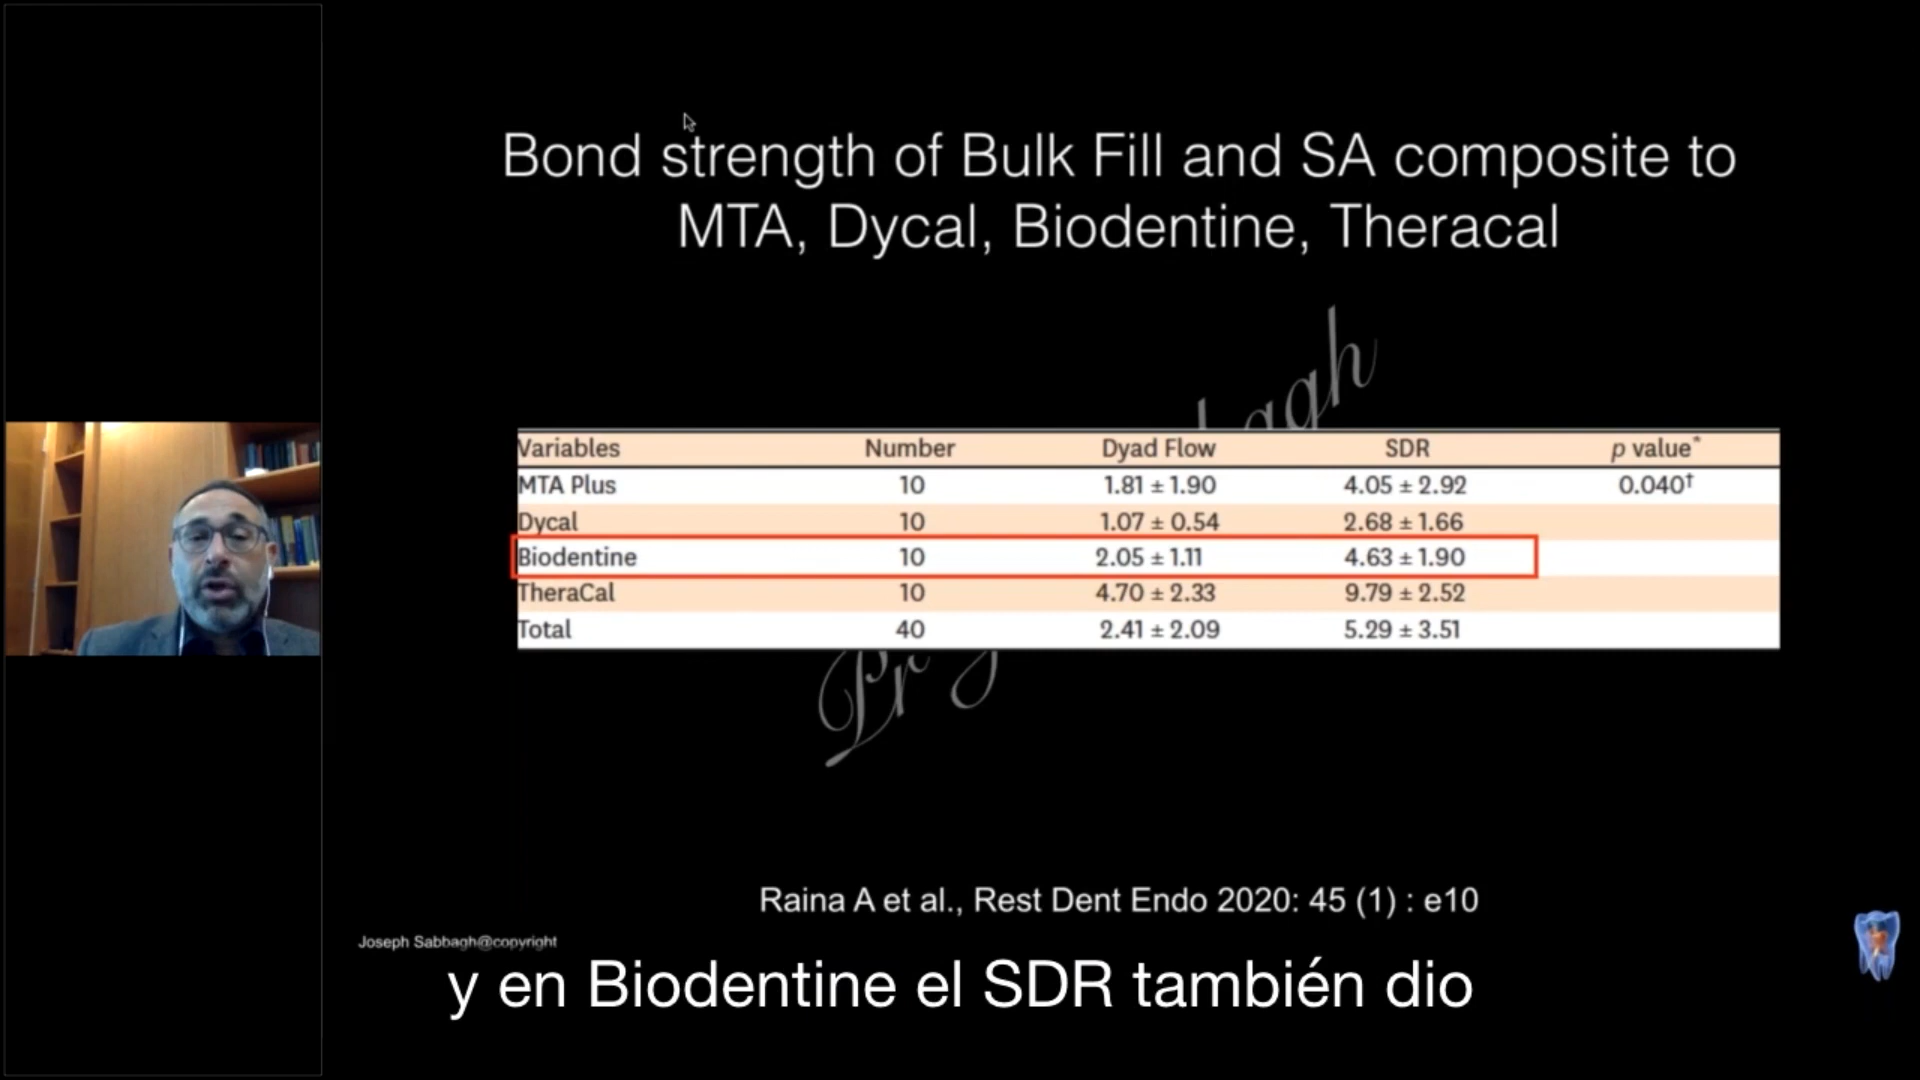 Bond strength of Bulk Fill and SA composite to
MTA, Dycal, Biodentine, Theracal
Variables Number Dyad Flow SDR p value*
MTA Plus 10 1.81 ± 1.90 4.05 ± 2.92 0.040†
Dycal 10 1.07 ± 0.54 2.68 ± 1.66
Biodentine 10 2.05 ± 1.11 4.63 ± 1.90
TheraCal 10 4.70 ± 2.33 9.79 ± 2.52
Total 40 2.41 ± 2.09 5.29 ± 3.51
Raina A et al., Rest Dent Endo 2020: 45 (1) : e10
Joseph Sabbagh@copyright
y en Biodentine el SDR también dio